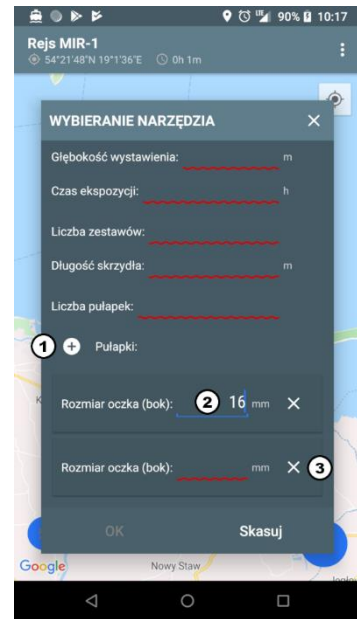 90% 10:17
Rejs MIR-1
54°21'48"N 19°1'36"E 0h 1m
WYBIERANIE NARZĘDZIA
Głębokość wystawienia: m
Czas ekspozycji: h
Liczba zestawów:
Długość skrzydła: m
Liczba pułapek:
1 + Pułapki:
Rozmiar oczka (bok): 2 16 mm
Rozmiar oczka (bok): mm 3
OK Skasuj
Google Nowy Staw